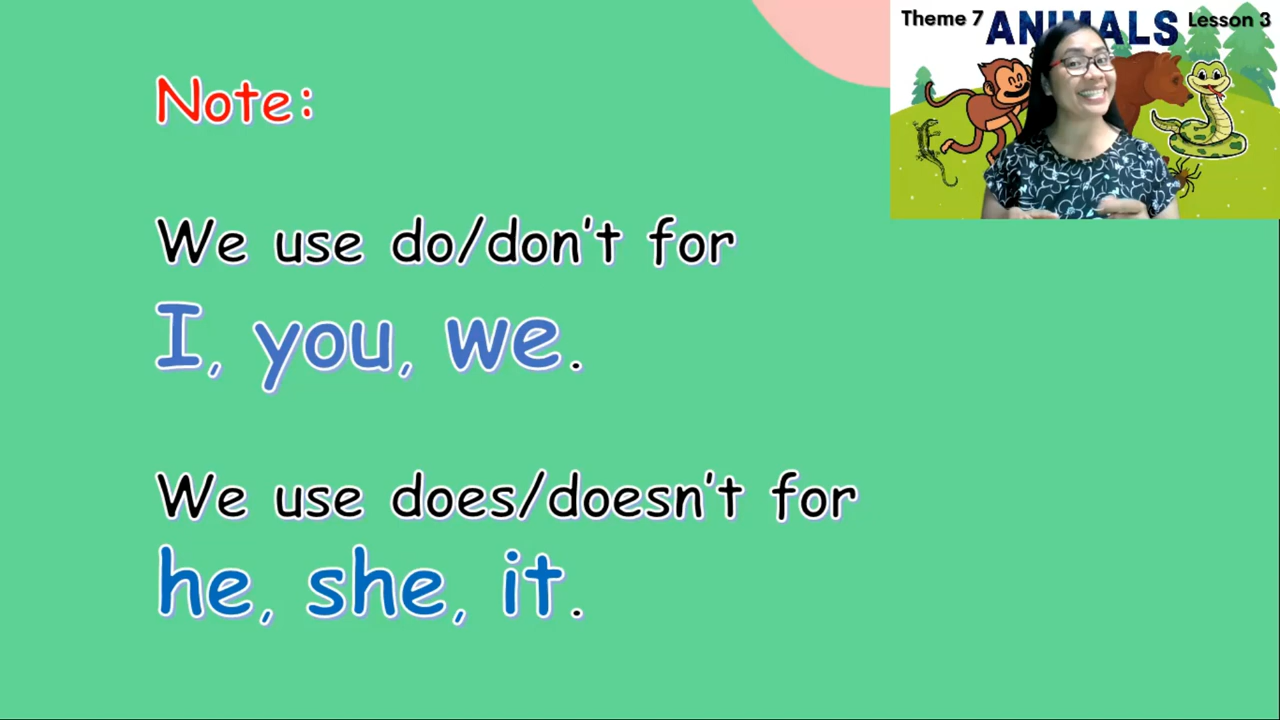 Theme 7 ANIMALS Lesson 3
Note:
We use do/don't for
I, you, we.
We use does/doesn't for
he, she, it.